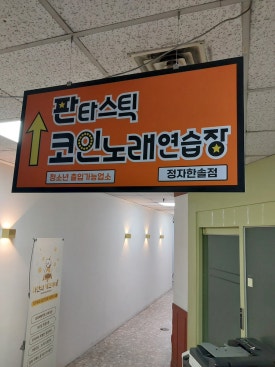 판타스틱
코인노래연습장
청소년 출입가능업소
정자한솔점